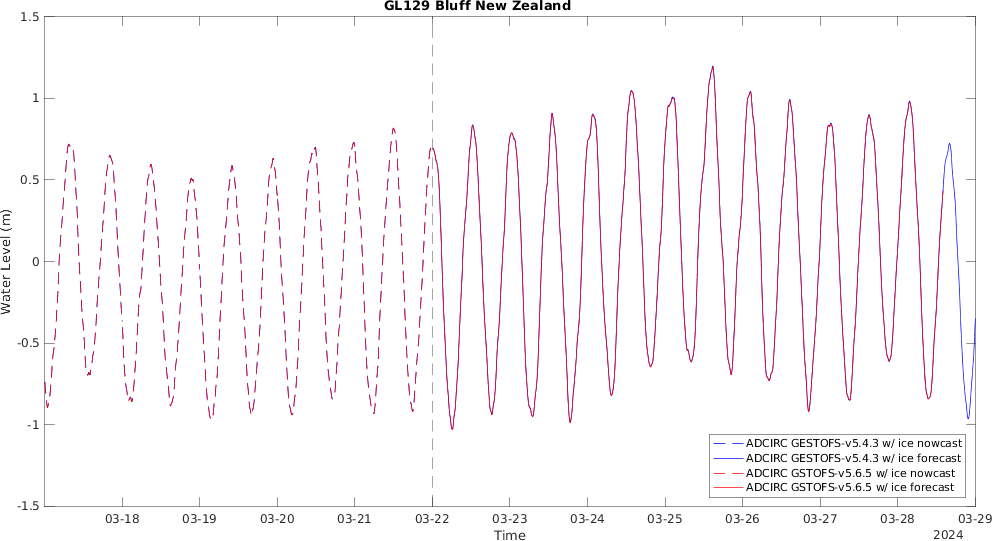 GL129 Bluff New Zealand
1.5
1
0.5
0
-0.5
-1
-1.5
Water Level (m)
ADCIRC GESTOFS-v5.4.3 w/ ice nowcast
ADCIRC GESTOFS-v5.4.3 w/ ice forecast
ADCIRC GSTOFS-v5.6.5 w/ ice nowcast
ADCIRC GSTOFS-v5.6.5 w/ ice forecast
03-18 03-19 03-20 03-21 03-22 03-23 03-24 03-25 03-26 03-27 03-28 03-29
Time
2024